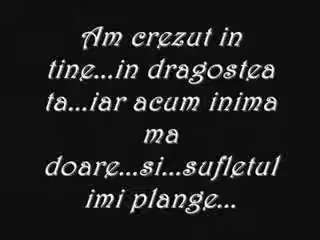 Am crezut in
tine...in dragostea
ta...iar acum inima
ma
doare...si...sufletul
imi plange...